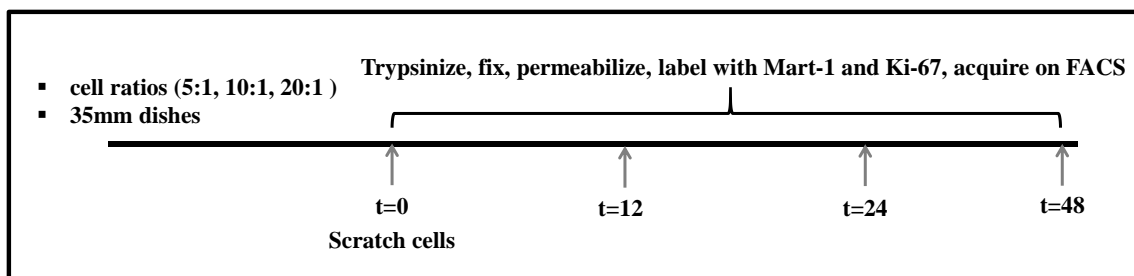 Trypsinize, fix, permeabilize, label with Mart-1 and Ki-67, acquire on FACS
▪ cell ratios (5:1, 10:1, 20:1 )
▪ 35mm dishes
t=0
t=12
t=24
t=48
Scratch cells